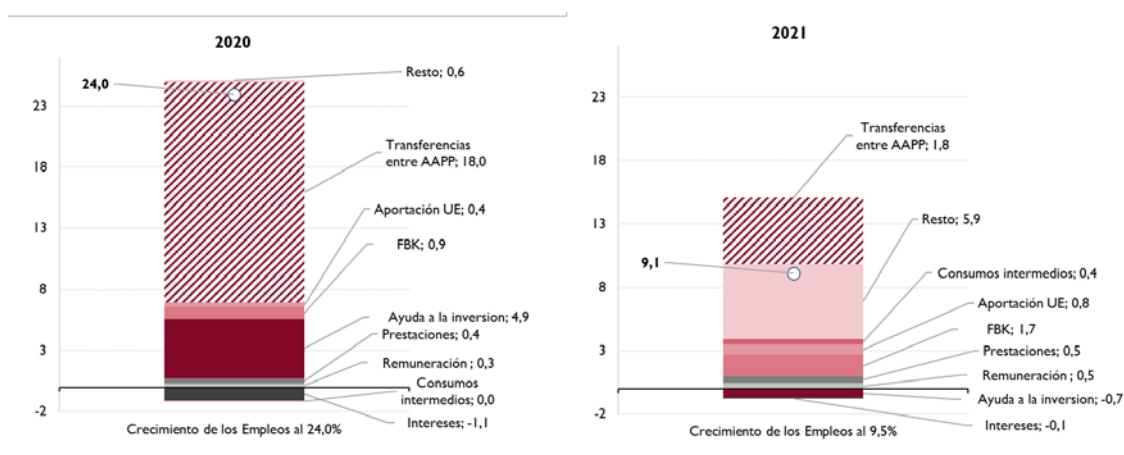 2020
24,0
23
18
13
8
3
-2
Resto; 0,6
Transferencias
entre AAPP; 18,0
Aportación UE; 0,4
FBK; 0,9
Ayuda a la inversion; 4,9
Prestaciones; 0,4
Remuneración ; 0,3
Consumos
intermedios; 0,0
Intereses; -1,1
Crecimiento de los Empleos al 24,0%
2021
23
18
13
9,1
8
3
-2
Transferencias
entre AAPP; 1,8
Resto; 5,9
Consumos intermedios; 0,4
Aportación UE; 0,8
FBK; 1,7
Prestaciones; 0,5
Remuneración ; 0,5
Ayuda a la inversion; -0,7
Intereses; -0,1
Crecimiento de los Empleos al 9,5%